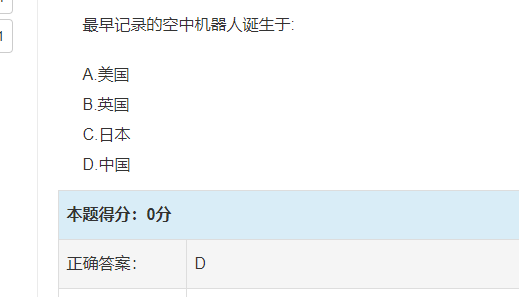 最早记录的空中机器人诞生于:
A.美国
B.英国
C.日本
D.中国
本题得分：0分
正确答案： D